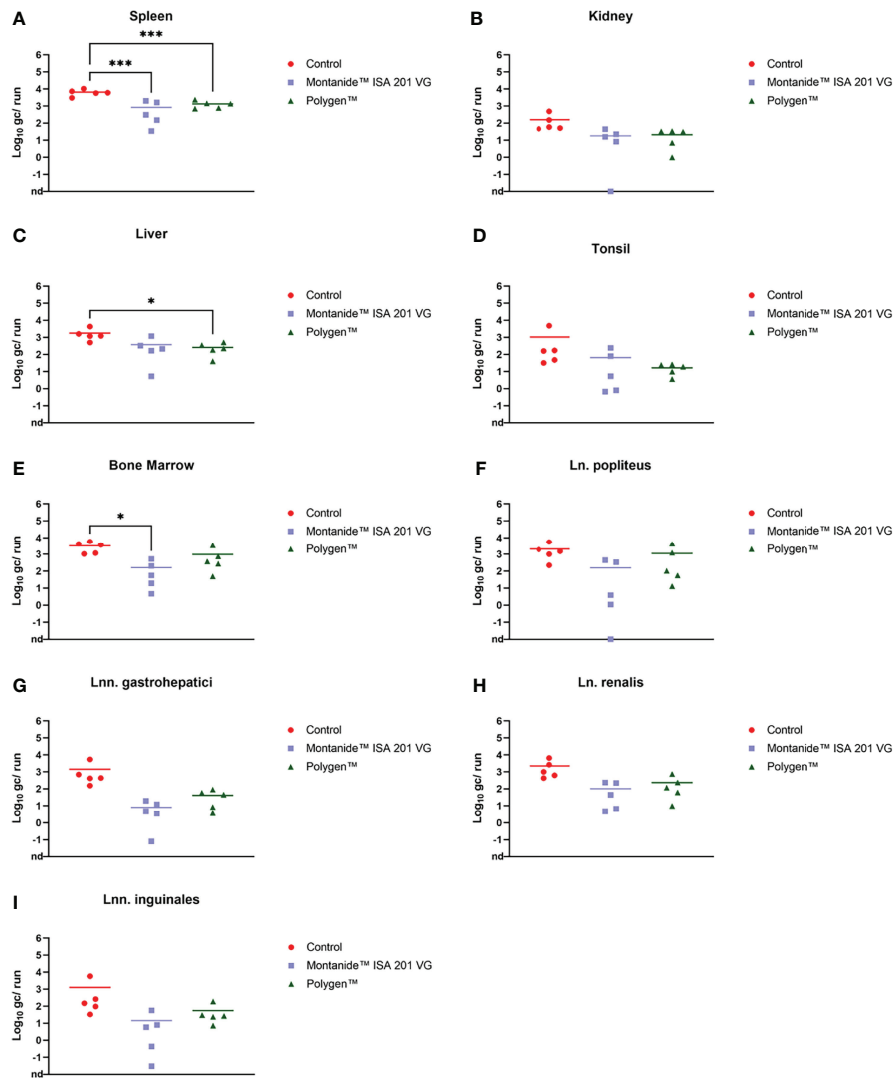 A
Spleen
***
***
6
5
4
3
2
1
0
-1
nd
Log10 gc/ run
Control
Montanide™ ISA 201 VG
Polygen™
B
Kidney
6
5
4
3
2
1
0
-1
nd
Log10 gc/ run
Control
Montanide™ ISA 201 VG
Polygen™
C
Liver
*
6
5
4
3
2
1
0
-1
nd
Log10 gc/ run
Control
Montanide™ ISA 201 VG
Polygen™
D
Tonsil
6
5
4
3
2
1
0
-1
nd
Log10 gc/ run
Control
Montanide™ ISA 201 VG
Polygen™
E
Bone Marrow
*
6
5
4
3
2
1
0
-1
nd
Log10 gc/ run
Control
Montanide™ ISA 201 VG
Polygen™
F
Ln. popliteus
6
5
4
3
2
1
0
-1
nd
Log10 gc/ run
Control
Montanide™ ISA 201 VG
Polygen™
G
Lnn. gastrohepatici
6
5
4
3
2
1
0
-1
nd
Log10 gc/ run
Control
Montanide™ ISA 201 VG
Polygen™
H
Ln. renalis
6
5
4
3
2
1
0
-1
nd
Log10 gc/ run
Control
Montanide™ ISA 201 VG
Polygen™
I
Lnn. inguinales
6
5
4
3
2
1
0
-1
nd
Log10 gc/ run
Control
Montanide™ ISA 201 VG
Polygen™